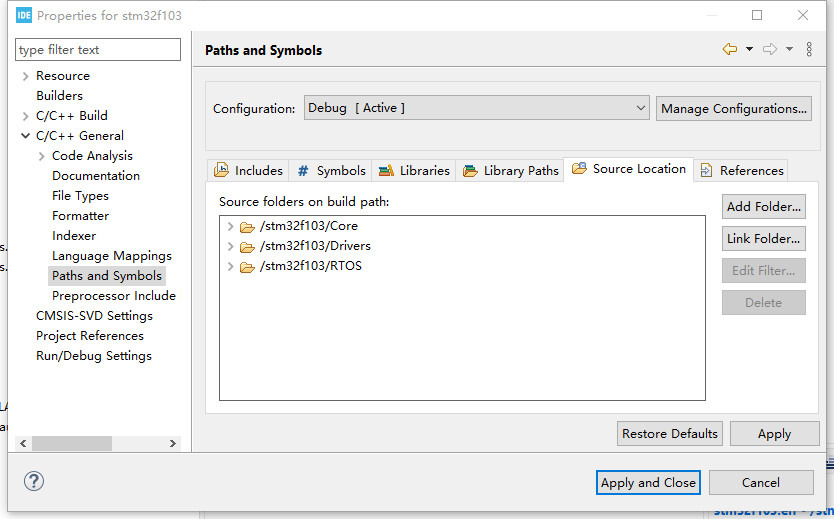 IDE Properties for stm32f103
type filter text
Resource
Builders
C/C++ Build
C/C++ General
Code Analysis
Documentation
File Types
Formatter
Indexer
Language Mappings
Paths and Symbols
Preprocessor Include
CMSIS-SVD Settings
Project References
Run/Debug Settings
Paths and Symbols
Configuration: Debug [ Active ] Manage Configurations...
Includes # Symbols Libraries Library Paths Source Location References
Source folders on build path:
/stm32f103/Core
/stm32f103/Drivers
/stm32f103/RTOS
Add Folder...
Link Folder...
Edit Filter...
Delete
Restore Defaults Apply
? Apply and Close Cancel